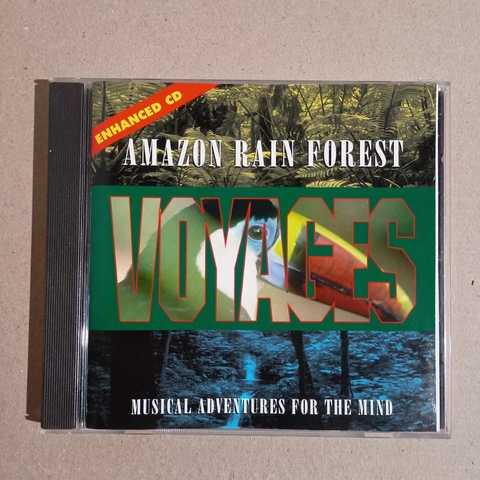 ENHANCED CD
AMAZON RAIN FOREST
VOYAGES
MUSICAL ADVENTURES FOR THE MIND